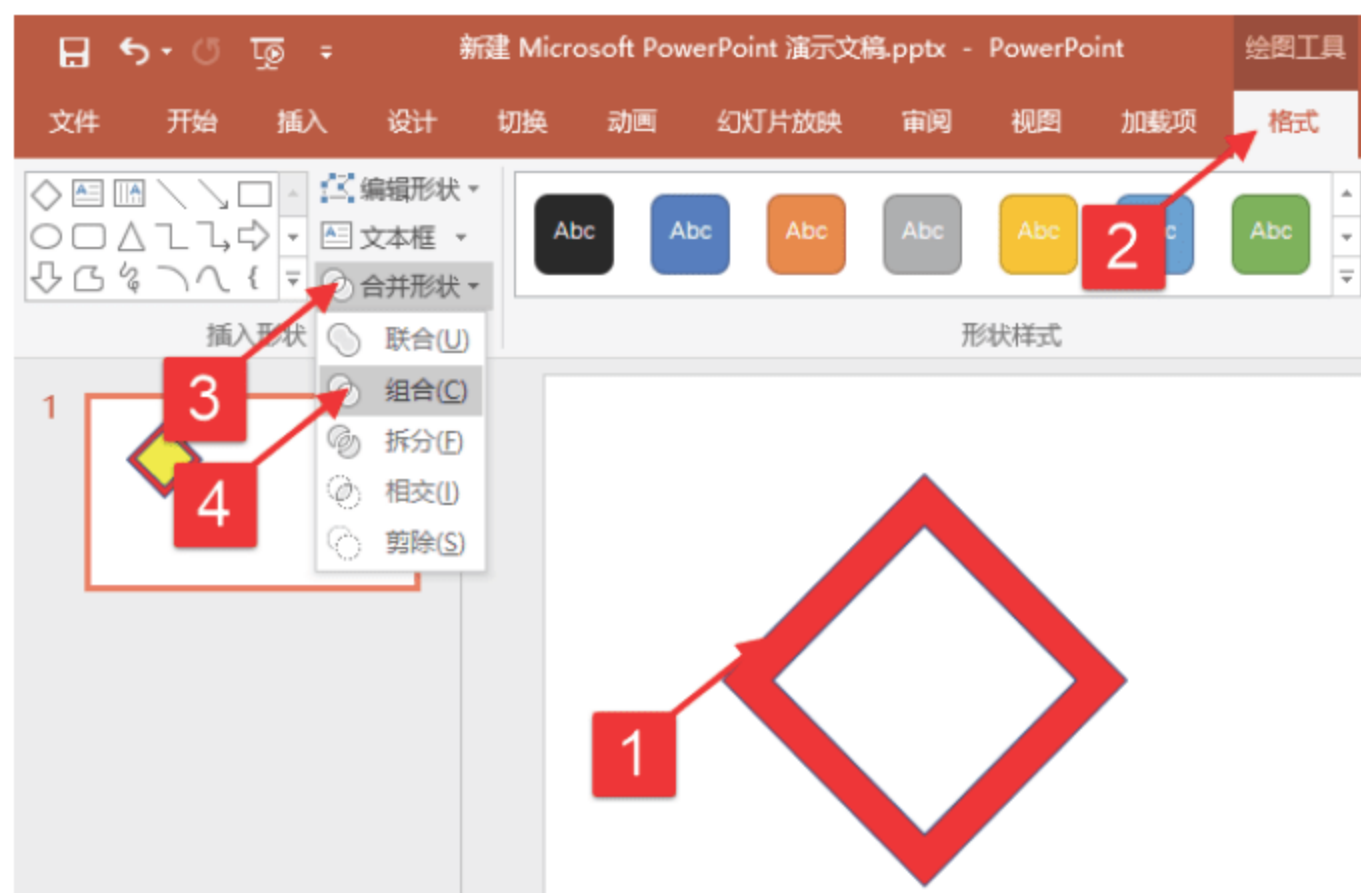 新建 Microsoft PowerPoint 演示文稿.pptx - PowerPoint
绘图工具
文件 开始 插入 设计 切换 动画 幻灯片放映 审阅 视图 加载项 格式
编辑形状
文本框
合并形状
Abc Abc Abc Abc Abc c Abc
2
插入形状
形状样式
联合(U)
组合(C)
拆分(F)
相交(I)
剪除(S)
3
1
4
1